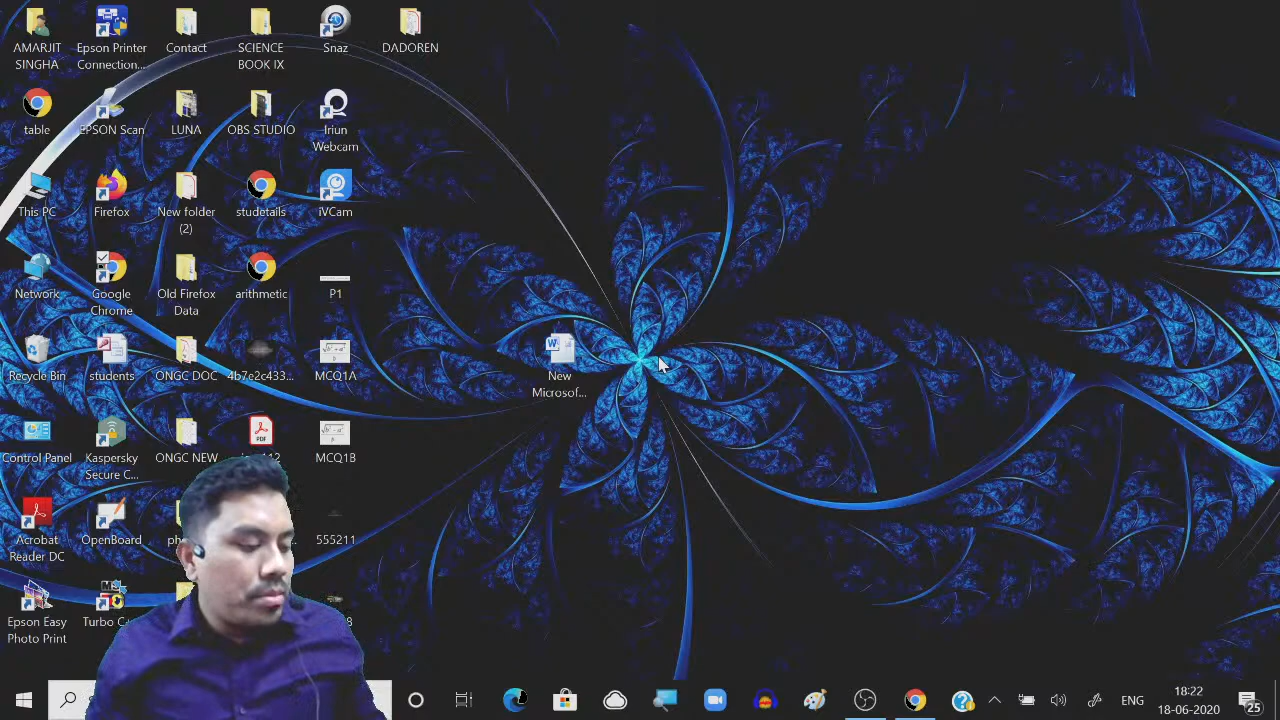 AMARJIT
SINGHA
Epson Printer
Connection...
Contact
SCIENCE
BOOK IX
Snaz
DADOREN
table
EPSON Scan
LUNA
OBS STUDIO
Iriun
Webcam
This PC
Firefox
New folder
(2)
studetails
iVCam
Network
Google
Chrome
Old Firefox
Data
arithmetic
P1
Recycle Bin
students
ONGC DOC
4b7e2c433...
MCQ1A
New
Microsof...
Control Panel
Kaspersky
Secure C...
ONGC NEW
PDF
MCQ1B
Acrobat
Reader DC
OpenBoard
555211
Epson Easy
Photo Print
ENG
18:22
18-06-2020
25